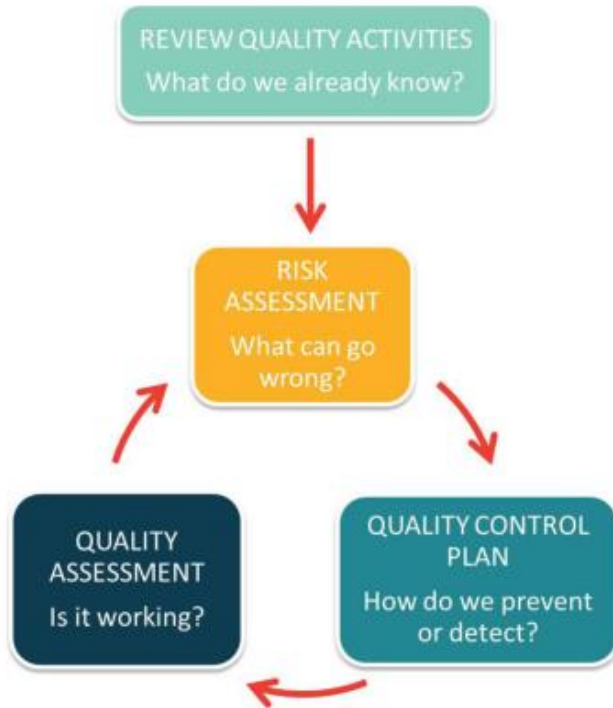 REVIEW QUALITY ACTIVITIES
What do we already know?
RISK
ASSESSMENT
What can go
wrong?
QUALITY
ASSESSMENT
Is it working?
QUALITY CONTROL
PLAN
How do we prevent
or detect?